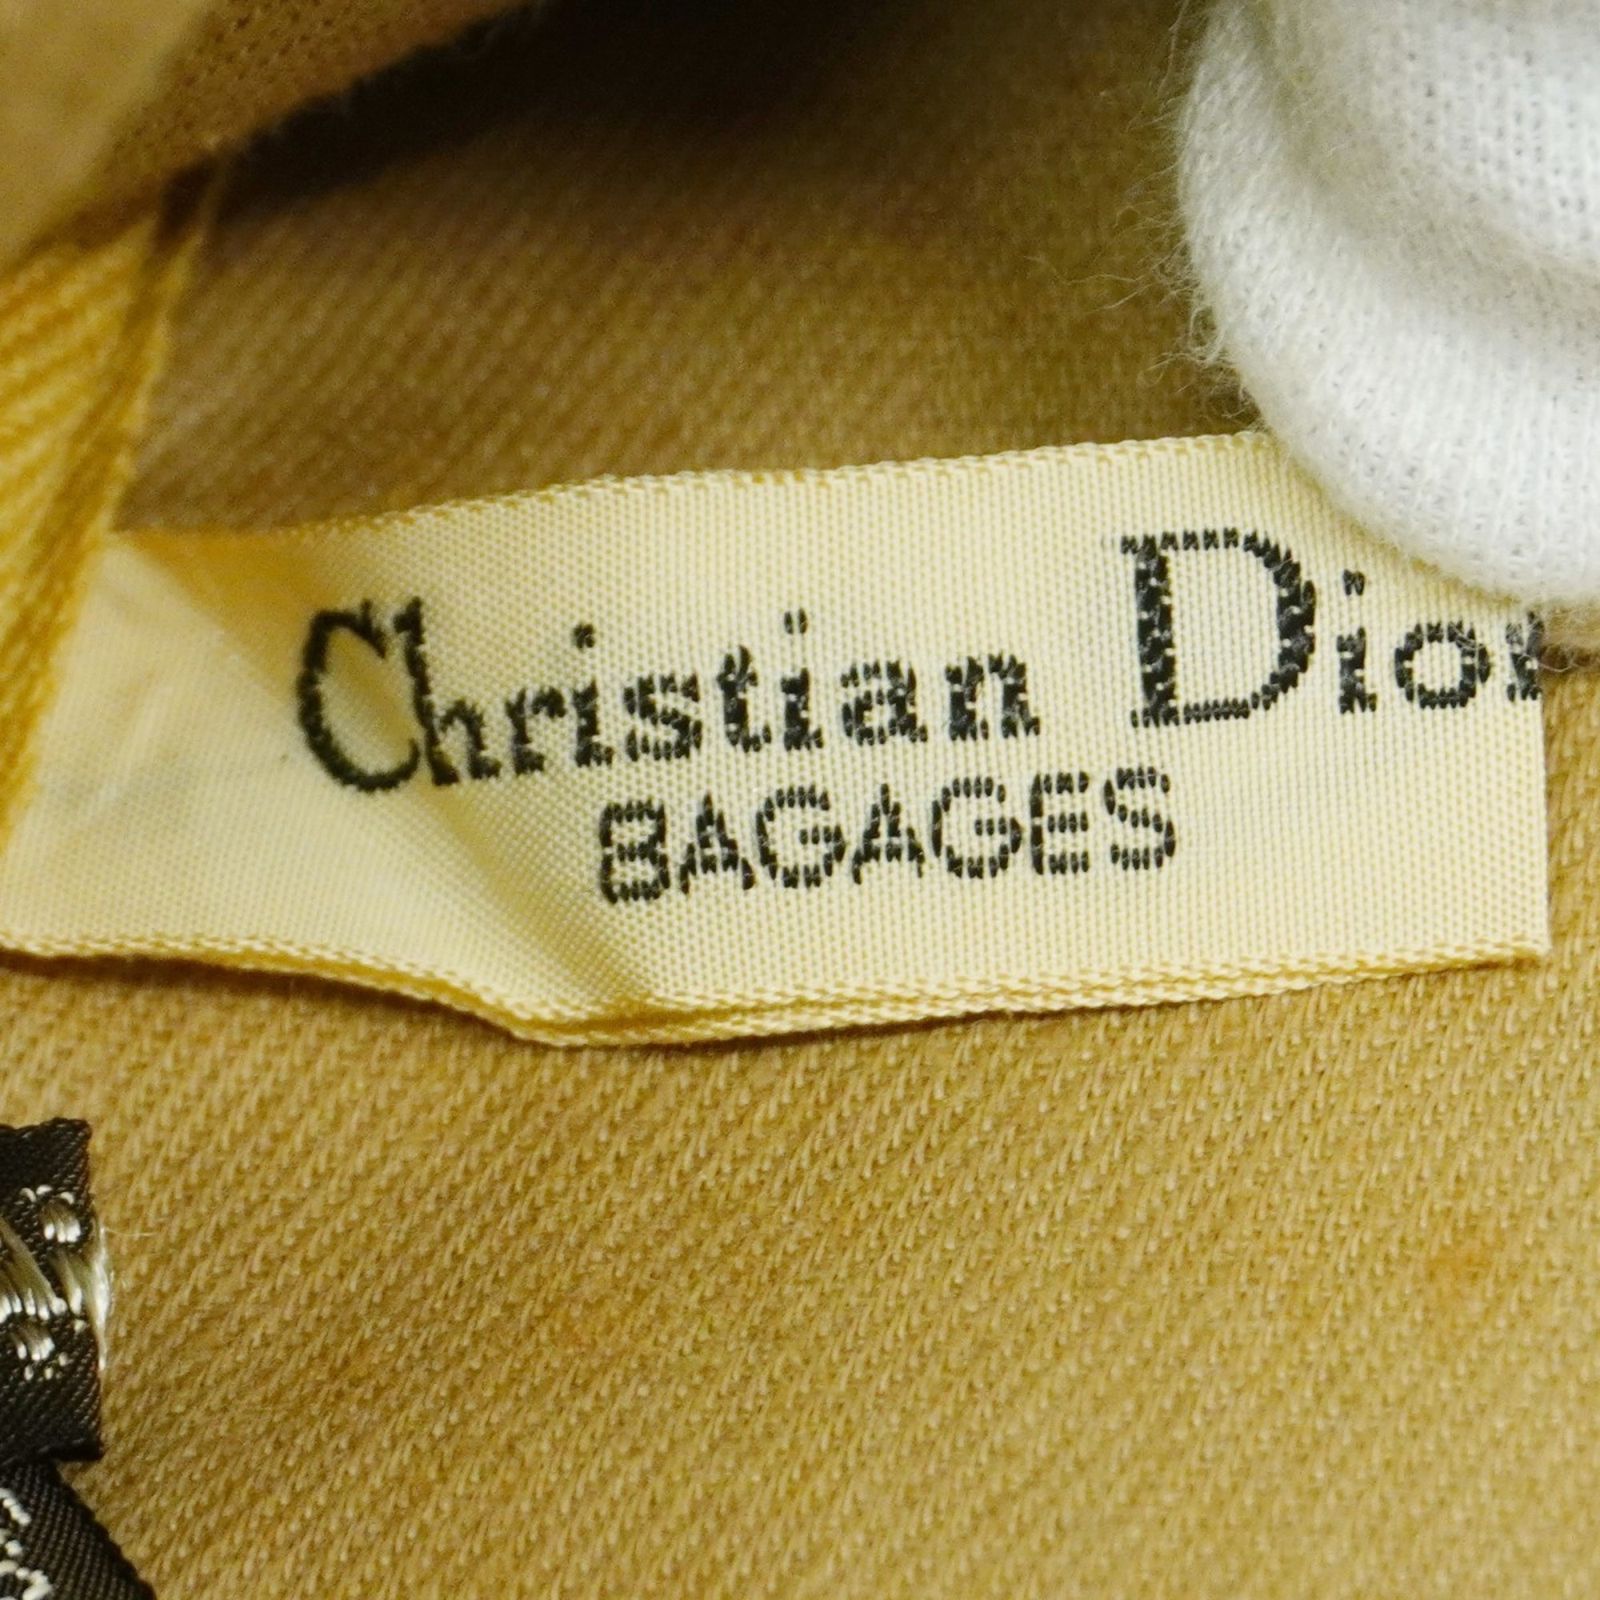 Christian Dior
BAGAGES